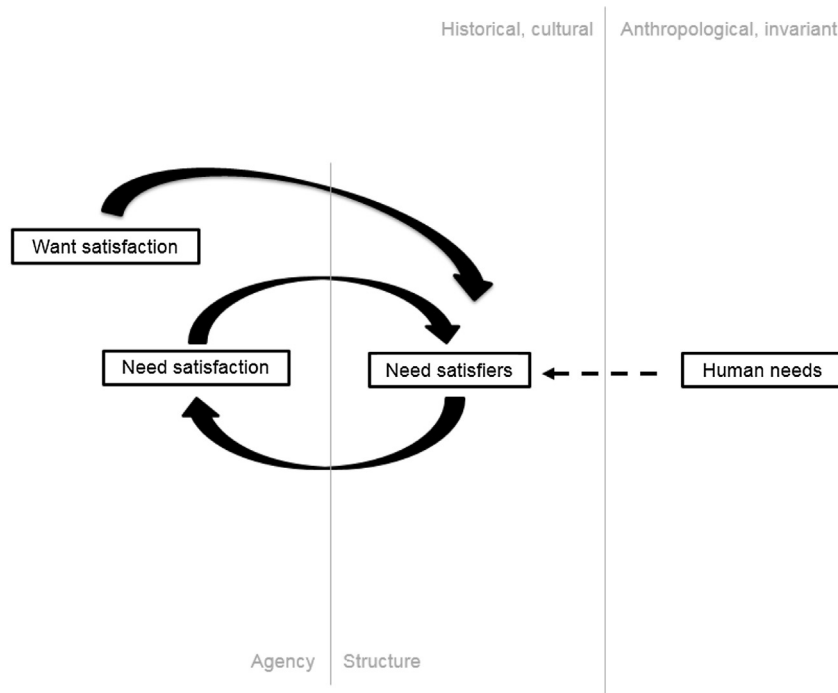 Historical, cultural
Anthropological, invariant
Want satisfaction
Need satisfaction
Need satisfiers
Human needs
Agency
Structure